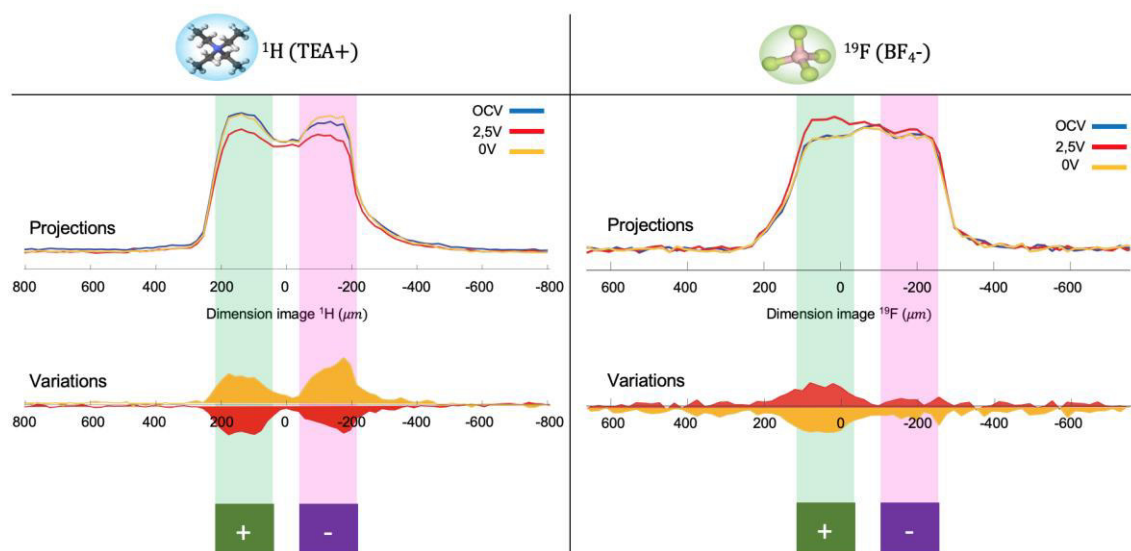 ¹H (TEA+)
¹⁹F (BF₄-)
OCV
2,5V
0V
Projections
800 600 400 200 0 -200 -400 -600 -800
Dimension image ¹H (μm)
Variations
800 600 400 200 0 -200 -400 -600 -800
+ -
OCV
2,5V
0V
Projections
600 400 200 0 -200 -400 -600
Dimension image ¹⁹F (μm)
Variations
600 400 200 0 -200 -400 -600
+ -